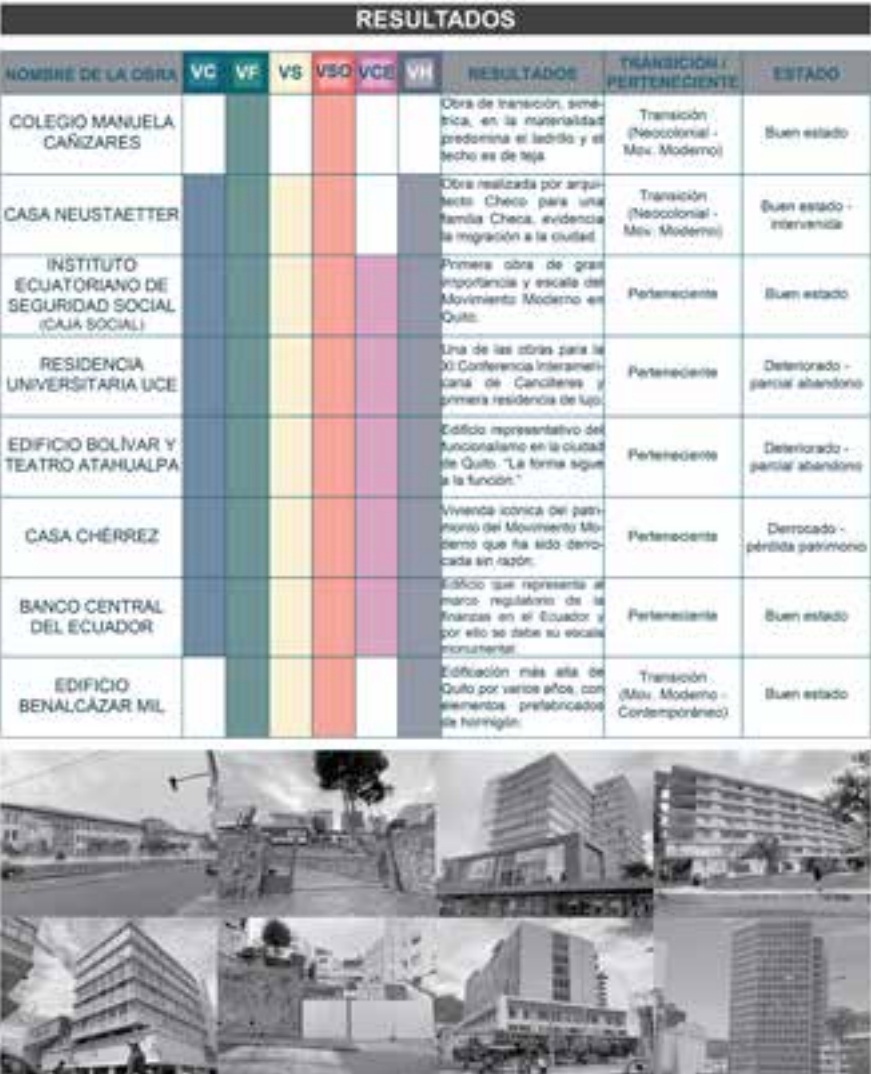 RESULTADOS
NOMBRE DE LA OBRA VC VF VS VSO VCE VH RESULTADOS TRANSICIÓN / PERTENECIENTE ESTADO
COLEGIO MANUELA
CAÑIZARES
Obra de transición, simé-
trica, en la materialidad
predomina el ladrillo y el
techo es de teja.
Transición
(Neocolonial -
Mov. Moderno)
Buen estado
CASA NEUSTAETTER
Obra realizada por arqui-
tecto Checo para una
familia Checa, evidencia
la migración a la ciudad.
Transición
(Neocolonial -
Mov. Moderno)
Buen estado -
intervenida
INSTITUTO
ECUATORIANO DE
SEGURIDAD SOCIAL
(CAJA SOCIAL)
Primera obra de gran
importancia y escala del
Movimiento Moderno en
Quito.
Perteneciente
Buen estado
RESIDENCIA
UNIVERSITARIA UCE
Una de las obras para la
XI Conferencia Interameri-
cana de Cancilleres y
primera residencia de lujo.
Perteneciente
Deteriorado -
parcial abandono
EDIFICIO BOLÍVAR Y
TEATRO ATAHUALPA
Edificio representativo del
funcionalismo en la ciudad
de Quito. "La forma sigue
a la función."
Perteneciente
Deteriorado -
parcial abandono
CASA CHÉRREZ
Vivienda icónica del patri-
monio del Movimiento Mo-
derno que ha sido derro-
cada sin razón.
Perteneciente
Derrocado -
pérdida patrimonio
BANCO CENTRAL
DEL ECUADOR
Edificio que representa al
marco regulatorio de la
finanzas en el Ecuador y
por ello se debe su escala
monumental.
Perteneciente
Buen estado
EDIFICIO
BENALCÁZAR MIL
Edificación más alta de
Quito por varios años, con
elementos prefabricados
de hormigón.
Transición
(Mov. Moderno -
Contemporáneo)
Buen estado